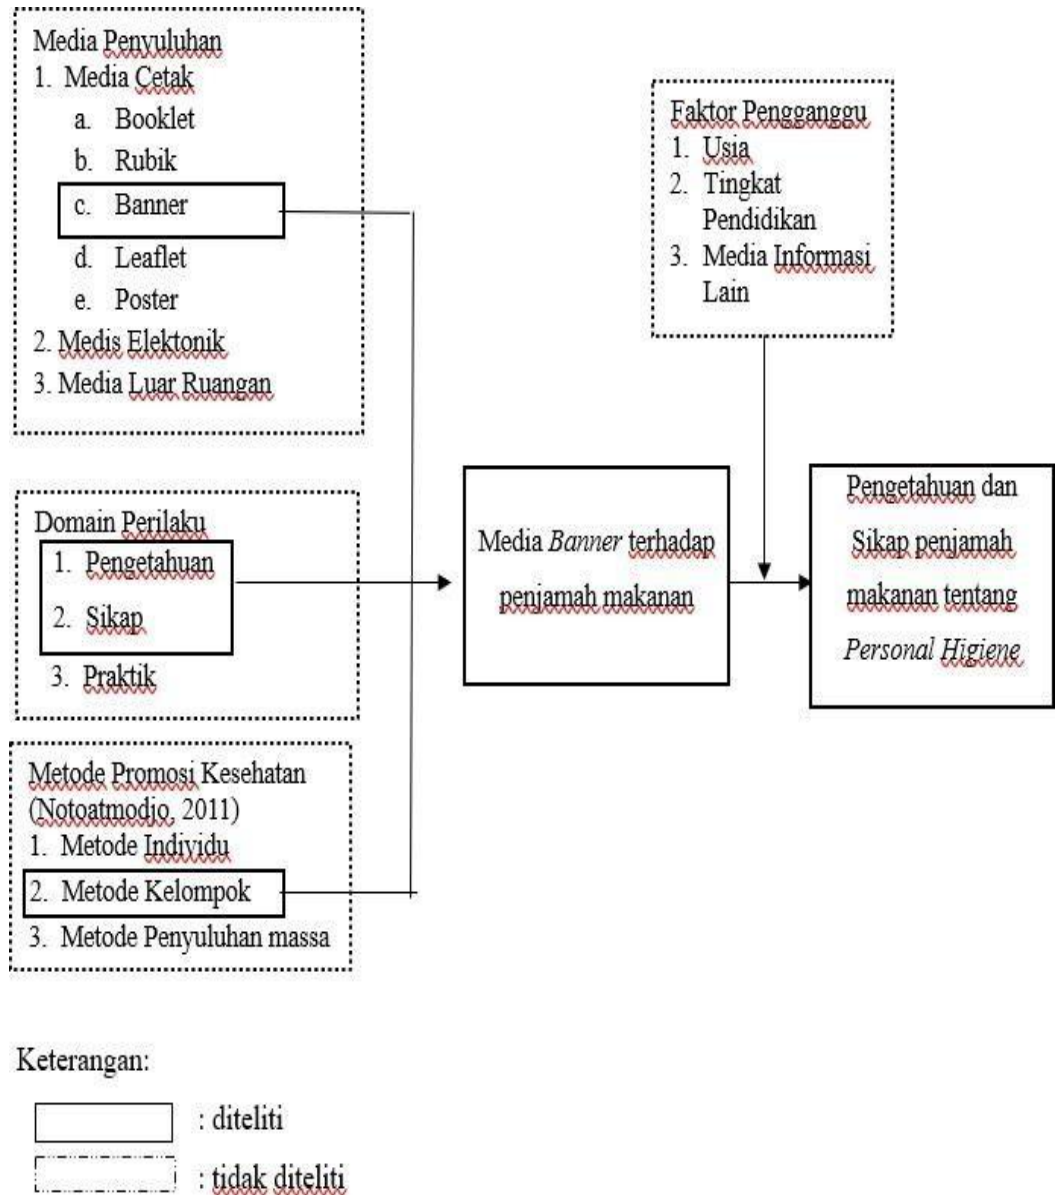 Media Penyuluhan
1. Media Cetak
a. Booklet
b. Rubik
c. Banner
d. Leaflet
e. Poster
2. Medis Elektonik
3. Media Luar Ruangan
Faktor Pengganggu
1. Usia
2. Tingkat
Pendidikan
3. Media Informasi
Lain
Domain Perilaku
1. Pengetahuan
2. Sikap
3. Praktik
Media Banner terhadap
penjamah makanan
Pengetahuan dan
Sikap penjamah
makanan tentang
Personal Higiene
Metode Promosi Kesehatan
(Notoatmodjo, 2011)
1. Metode Individu
2. Metode Kelompok
3. Metode Penyuluhan massa
Keterangan:
: diteliti
: tidak diteliti